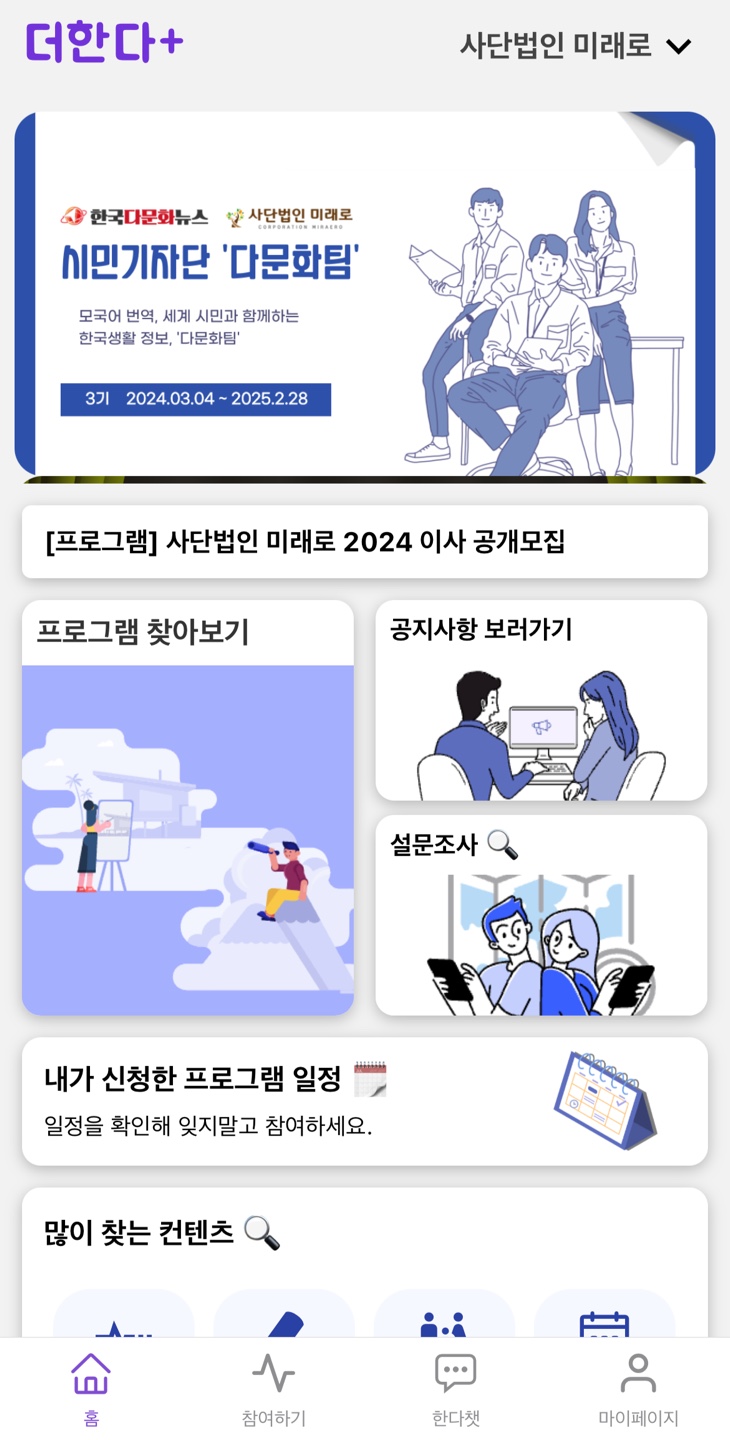 더한다+
사단법인 미래로
한국다문화뉴스
사단법인 미래로
CORPORATION MIRAERO
시민기자단 '다문화팀'
모국어 번역, 세계 시민과 함께하는
한국생활 정보, '다문화팀'
3기 2024.03.04 ~ 2025.2.28
[프로그램] 사단법인 미래로 2024 이사 공개모집
프로그램 찾아보기
공지사항 보러가기
설문조사
내가 신청한 프로그램 일정
일정을 확인해 잊지말고 참여하세요.
많이 찾는 컨텐츠
홈
참여하기
한다챗
마이페이지